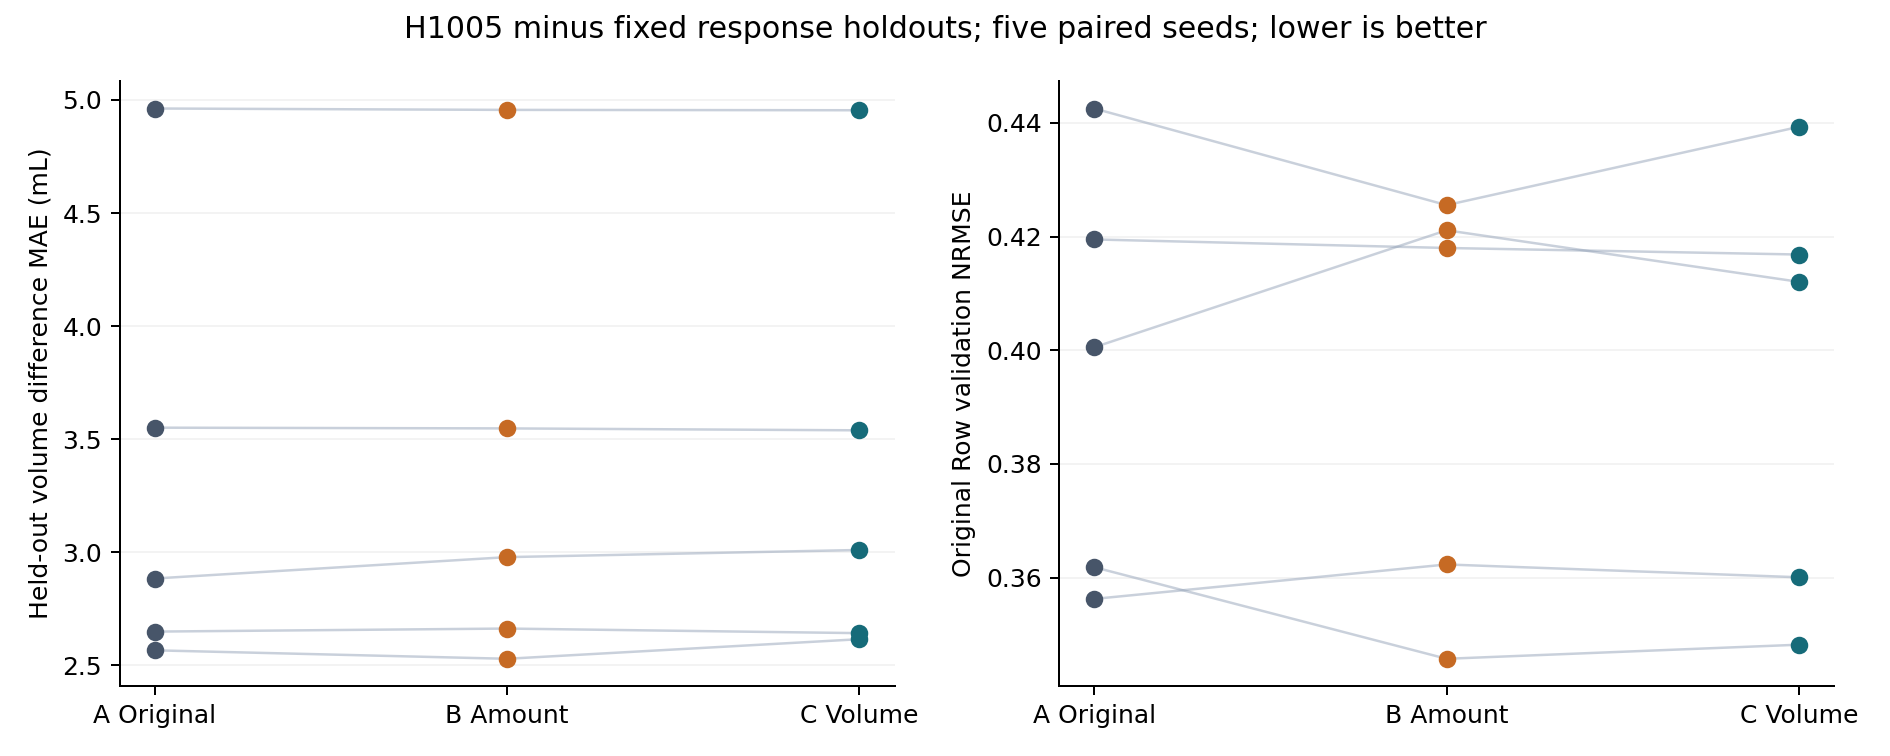 H1005 minus fixed response holdouts; five paired seeds; lower is better
Held-out volume difference MAE (mL)
5.0
4.5
4.0
3.5
3.0
2.5
A Original
B Amount
C Volume
Original Row validation NRMSE
0.44
0.42
0.40
0.38
0.36
A Original
B Amount
C Volume